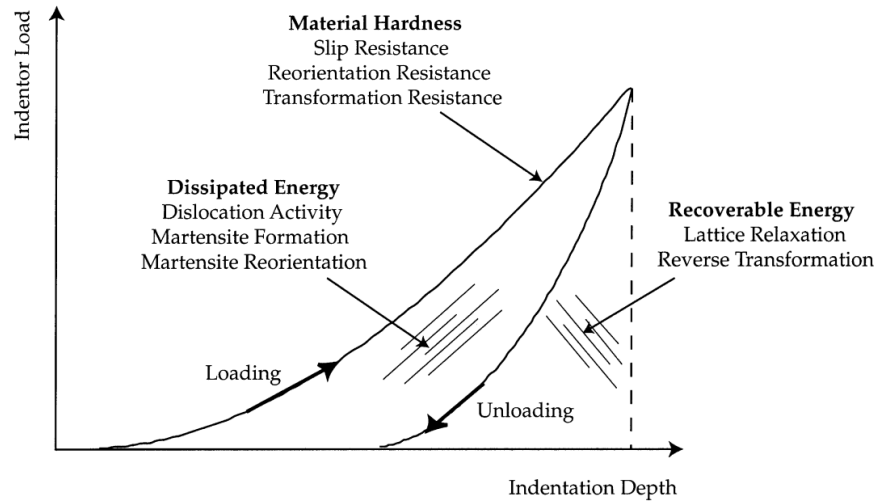 Indentor Load
Material Hardness
Slip Resistance
Reorientation Resistance
Transformation Resistance
Dissipated Energy
Dislocation Activity
Martensite Formation
Martensite Reorientation
Recoverable Energy
Lattice Relaxation
Reverse Transformation
Loading
Unloading
Indentation Depth